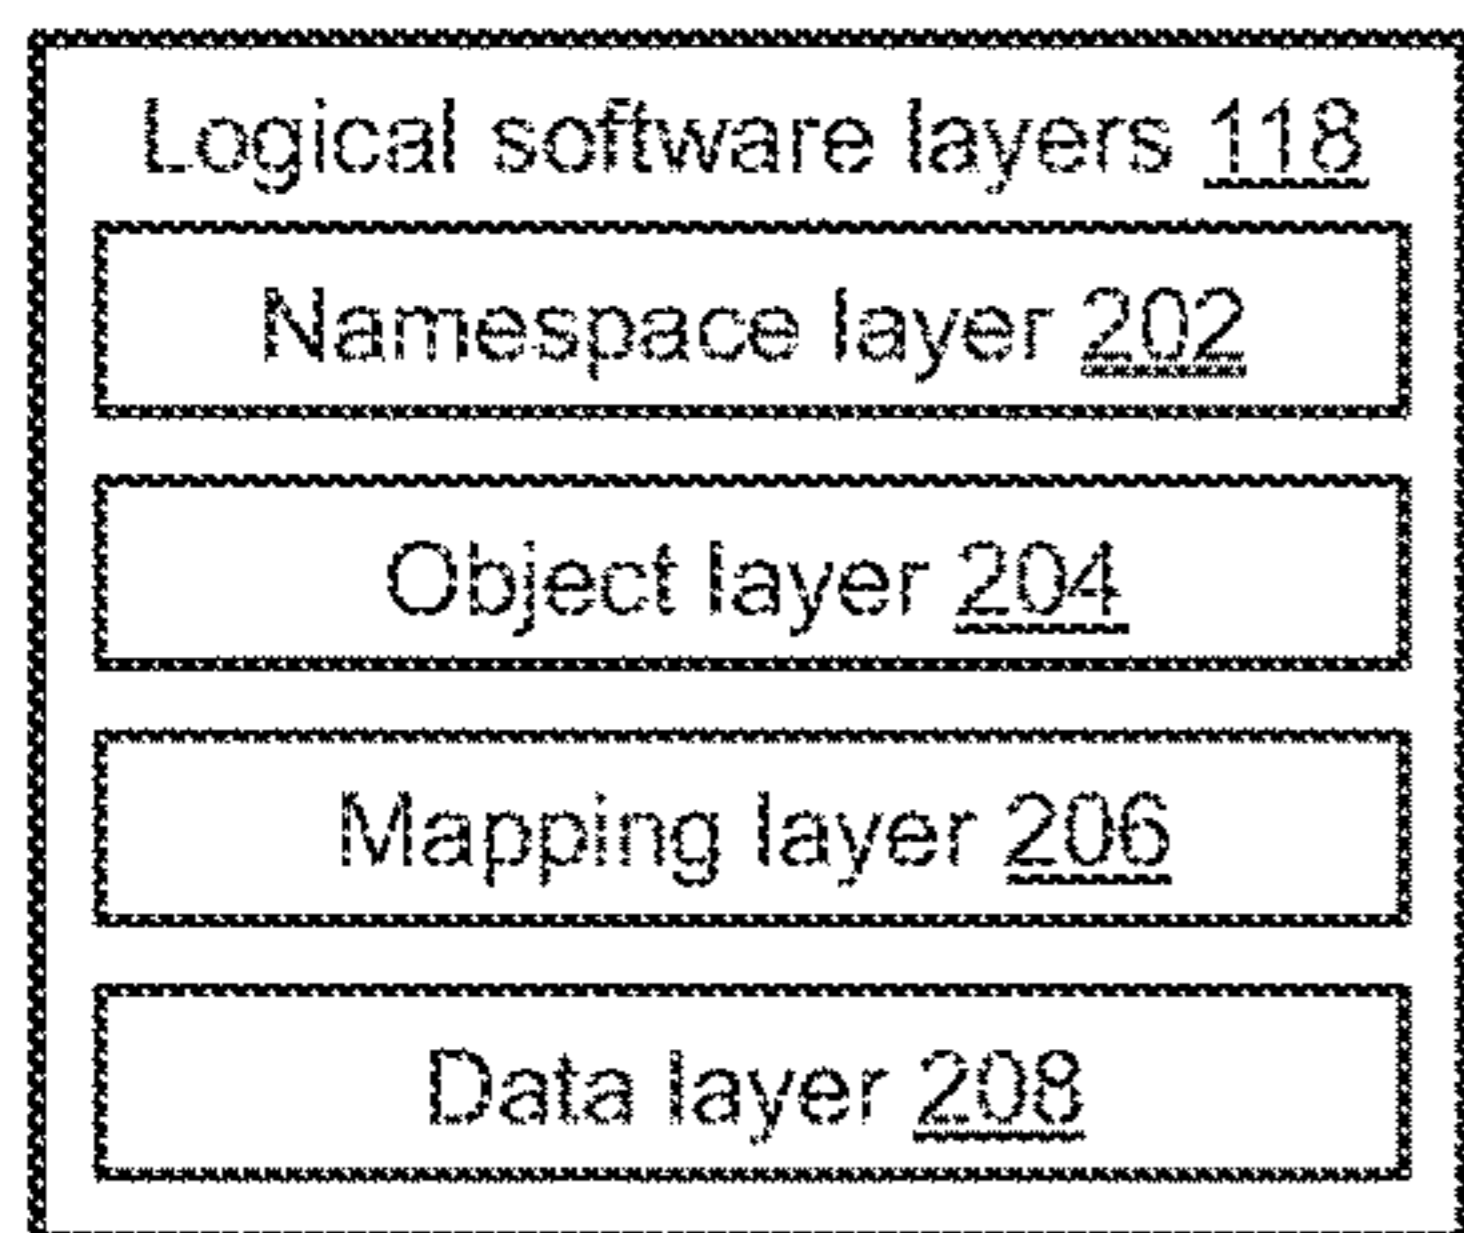 Logical software layers 118
Namespace layer 202
Object layer 204
Mapping layer 206
Data layer 208